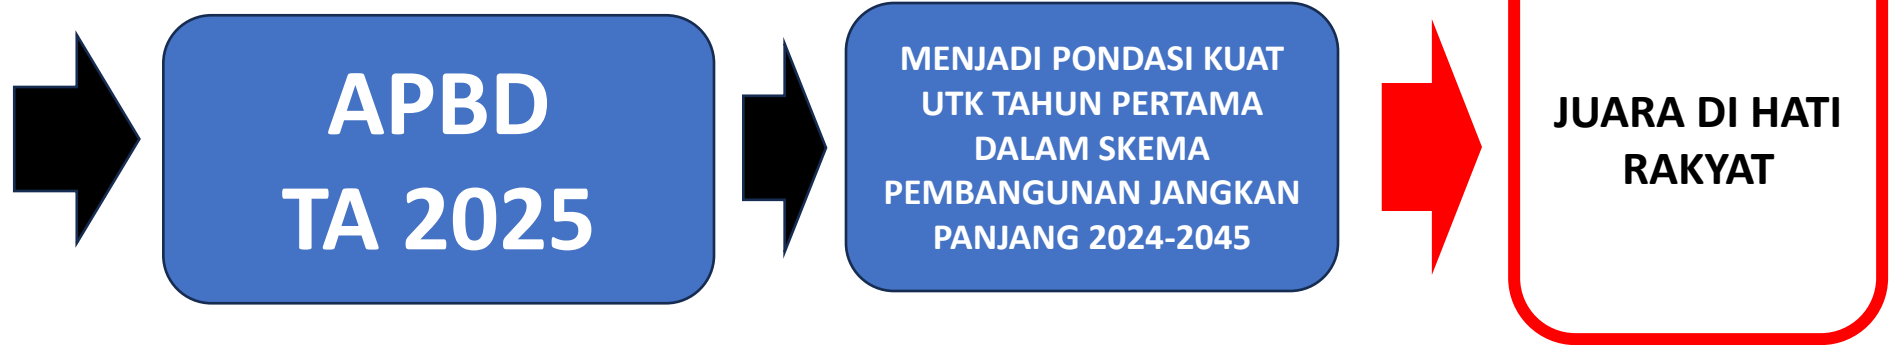 APBD
TA 2025
MENJADI PONDASI KUAT
UTK TAHUN PERTAMA
DALAM SKEMA
PEMBANGUNAN JANGKAN
PANJANG 2024-2045
JUARA DI HATI
RAKYAT